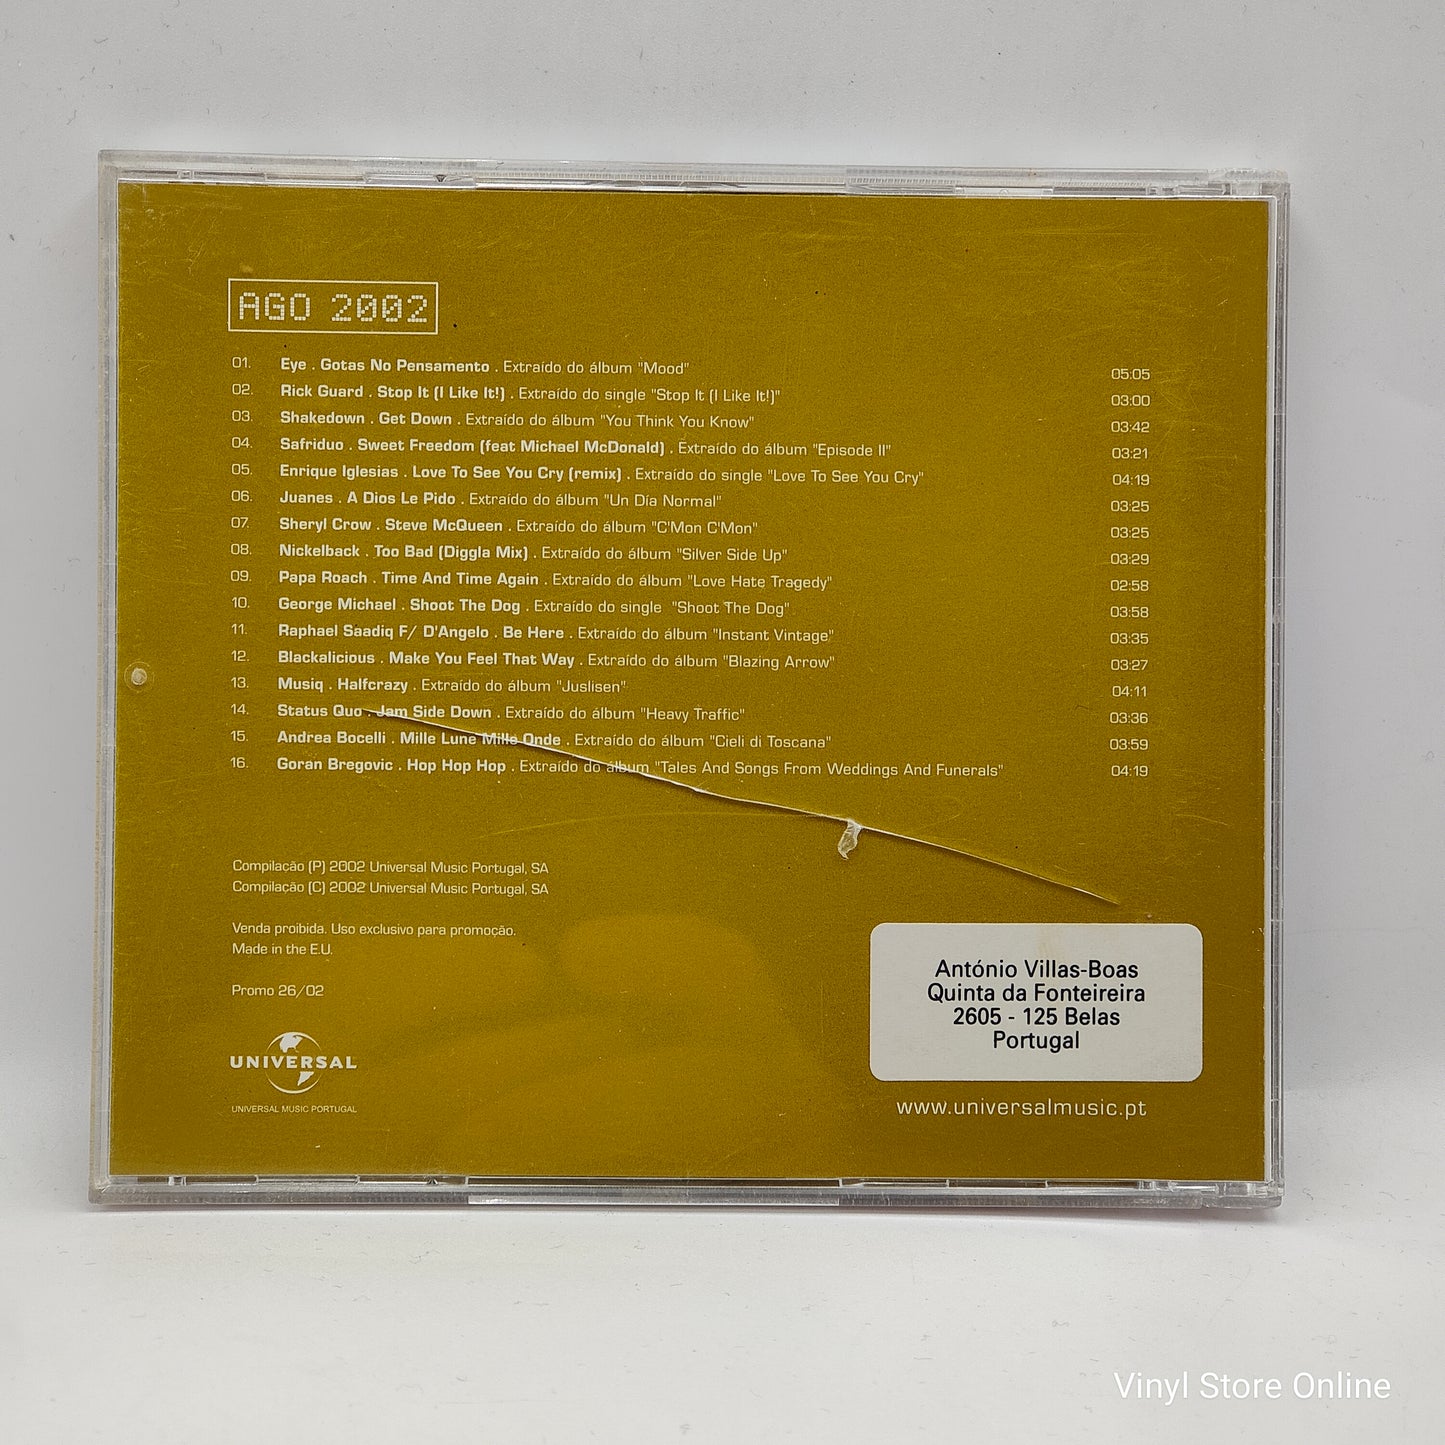 AGO 2002
01. Eye . Gotas No Pensamento . Extraído do álbum "Mood" 05:05
02. Rick Guard . Stop It (I Like It!) . Extraído do single "Stop It (I Like It!)" 03:00
03. Shakedown . Get Down . Extraído do álbum "You Think You Know" 03:42
04. Safriduo . Sweet Freedom (feat Michael McDonald) . Extraído do álbum "Episode II" 03:21
05. Enrique Iglesias . Love To See You Cry (remix) . Extraído do single "Love To See You Cry" 04:19
06. Juanes . A Dios Le Pido . Extraído do álbum "Un Día Normal" 03:25
07. Sheryl Crow . Steve McQueen . Extraído do álbum "C'Mon C'Mon" 03:25
08. Nickelback . Too Bad (Diggla Mix) . Extraído do álbum "Silver Side Up" 03:29
09. Papa Roach . Time And Time Again . Extraído do álbum "Love Hate Tragedy" 02:58
10. George Michael . Shoot The Dog . Extraído do single "Shoot The Dog" 03:58
11. Raphael Saadiq F/ D'Angelo . Be Here . Extraído do álbum "Instant Vintage" 03:35
12. Blackalicious . Make You Feel That Way . Extraído do álbum "Blazing Arrow" 03:27
13. Musiq . Halfcrazy . Extraído do álbum "Juslisen" 04:11
14. Status Quo . Jam Side Down . Extraído do álbum "Heavy Traffic" 03:36
15. Andrea Bocelli . Mille Lune Mille Onde . Extraído do álbum "Cieli di Toscana" 03:59
16. Goran Bregovic . Hop Hop Hop . Extraído do álbum "Tales And Songs From Weddings And Funerals" 04:19
Compilação (P) 2002 Universal Music Portugal, SA
Compilação (C) 2002 Universal Music Portugal, SA
Venda proibida. Uso exclusivo para promoção.
Made in the E.U.
Promo 26/02
UNIVERSAL
UNIVERSAL MUSIC PORTUGAL
António Villas-Boas
Quinta da Fonteireira
2605 - 125 Belas
Portugal
www.universalmusic.pt
Vinyl Store Online